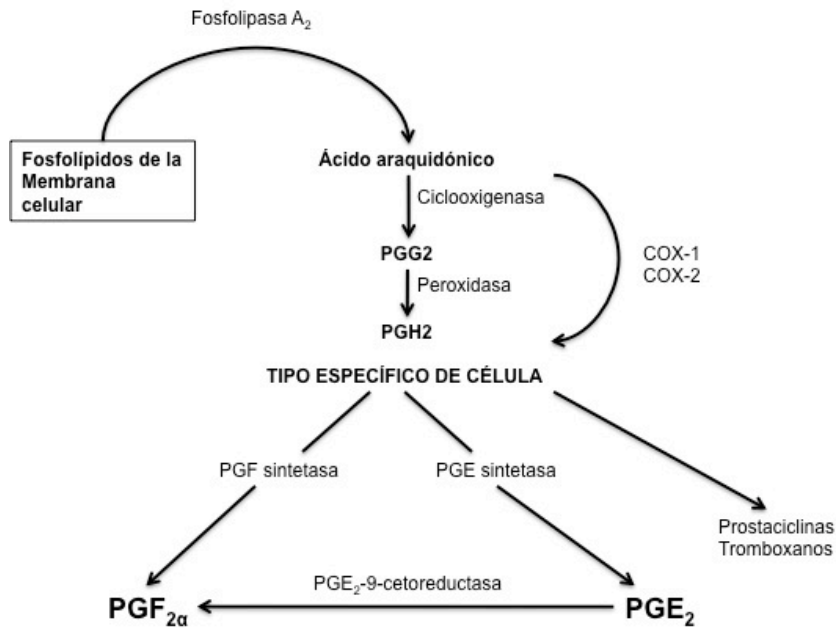 Fosfolipasa A₂
Fosfolípidos de la
Membrana
celular
Ácido araquidónico
Ciclooxigenasa
PGG2
COX-1
COX-2
Peroxidasa
PGH2
TIPO ESPECÍFICO DE CÉLULA
PGF sintetasa
PGE sintetasa
Prostaciclinas
Tromboxanos
PGE₂-9-cetoreductasa
PGF₂α
PGE₂